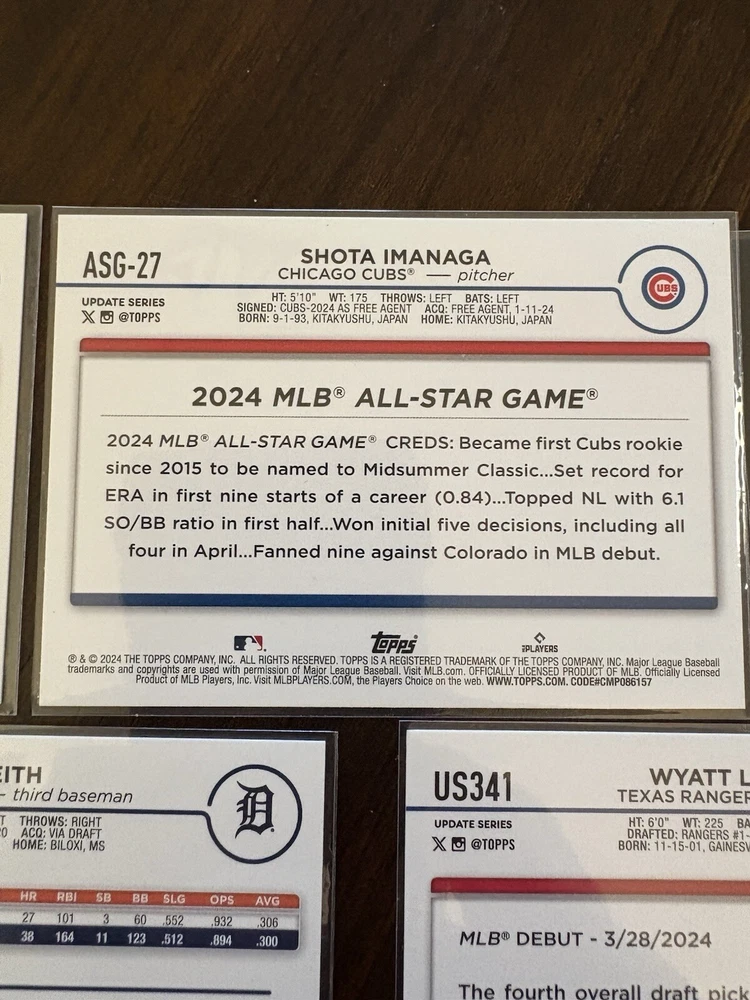 ASG-27
SHOTA IMANAGA
CHICAGO CUBS® — pitcher
CUBS
UPDATE SERIES
@TOPPS
HT: 5'10" WT: 175 THROWS: LEFT BATS: LEFT
SIGNED: CUBS-2024 AS FREE AGENT ACQ: FREE AGENT, 1-11-24
BORN: 9-1-93, KITAKYUSHU, JAPAN HOME: KITAKYUSHU, JAPAN
2024 MLB® ALL-STAR GAME®
2024 MLB® ALL-STAR GAME® CREDS: Became first Cubs rookie
since 2015 to be named to Midsummer Classic...Set record for
ERA in first nine starts of a career (0.84)...Topped NL with 6.1
SO/BB ratio in first half...Won initial five decisions, including all
four in April...Fanned nine against Colorado in MLB debut.
Topps
PLAYERS
® & © 2024 THE TOPPS COMPANY, INC. ALL RIGHTS RESERVED. TOPPS IS A REGISTERED TRADEMARK OF THE TOPPS COMPANY, INC. Major League Baseball
trademarks and copyrights are used with permission of Major League Baseball. Visit MLB.com. OFFICIALLY LICENSED PRODUCT OF MLB. Officially Licensed
Product of MLB Players, Inc. Visit MLBPLAYERS.COM, the Players Choice on the web. WWW.TOPPS.COM. CODE#CMP086157
EITH
– third baseman
D
T THROWS: RIGHT
0 ACQ: VIA DRAFT
HOME: BILOXI, MS
HR RBI SB BB SLG OPS AVG
27 101 3 60 .552 .932 .306
38 164 11 123 .512 .894 .300
US341
WYATT L
TEXAS RANGER
UPDATE SERIES
@TOPPS
HT: 6'0" WT: 225 BA
DRAFTED: RANGERS #1-
BORN: 11-15-01, GAINESV
MLB® DEBUT - 3/28/2024
The fourth overall draft pick